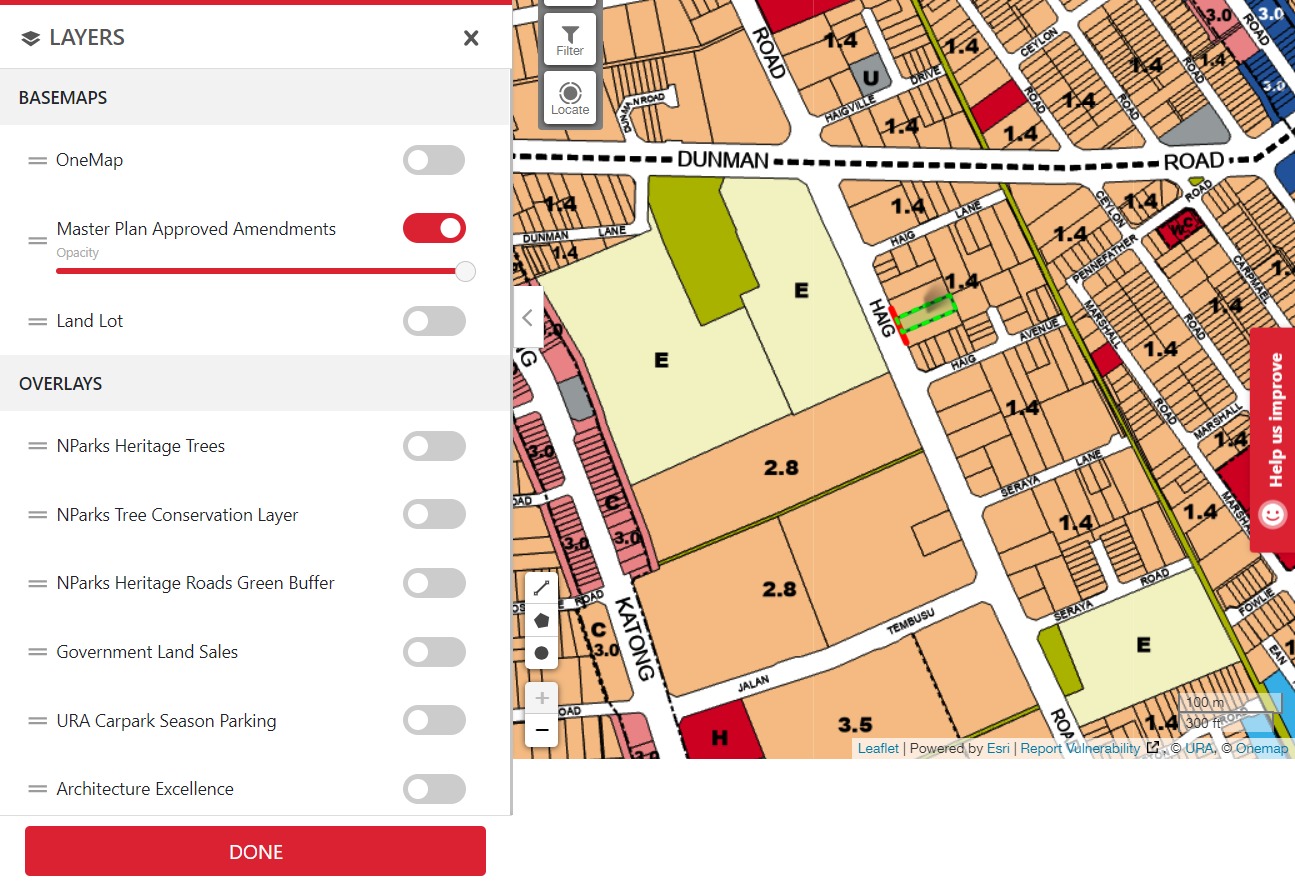 LAYERS
BASEMAPS
OneMap
Master Plan Approved Amendments
Opacity
Land Lot
OVERLAYS
NParks Heritage Trees
NParks Tree Conservation Layer
NParks Heritage Roads Green Buffer
Government Land Sales
URA Carpark Season Parking
Architecture Excellence
DONE
Filter
Locate
ROAD
1.4
U
DRIVE
HAIGVILLE
1.4
1.4
CEYLON
ROAD
1.4
1.4
1.4
ROAD
ROAD
3.0
1.4
ROAD
3.0
3.0
N ROAD
DUNMAN
ROAD
1.4
DUNMAN
LANE
1.4
E
E
HAIG
1.4
HAIG
LANE
1.4
HAIG
AVENUE
1.4
1.4
CEYLON
1.4
ROAD
W
C
PENNEFATHER
ROAD
CARPMAEL
1.4
1.
MARSHALL
ROAD
1.4
MARSHALL
1.4
1.4
SERAYA
LANE
1.4
SERAYA
ROAD
FOWLIE
EAN
E
1.4
2.8
2.8
3.0
C
3.0
3.0
ROAD
C
3.0
KATONG
JALAN
TEMBUSU
H
3.5
Help us improve
100 m
300 ft
Leaflet | Powered by Esri | Report Vulnerability , © URA, © Onemap